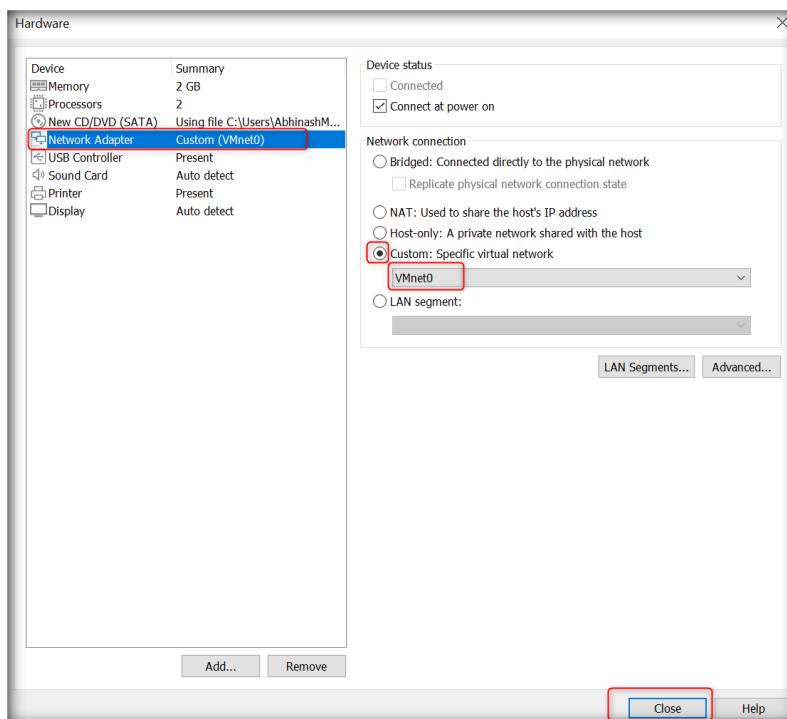 Hardware
Device Summary
Memory 2 GB
Processors 2
New CD/DVD (SATA) Using file C:\Users\AbhinashM...
Network Adapter Custom (VMnet0)
USB Controller Present
Sound Card Auto detect
Printer Present
Display Auto detect
Add... Remove
Device status
Connected
Connect at power on
Network connection
Bridged: Connected directly to the physical network
Replicate physical network connection state
NAT: Used to share the host's IP address
Host-only: A private network shared with the host
Custom: Specific virtual network
VMnet0
LAN segment:
LAN Segments... Advanced...
Close Help